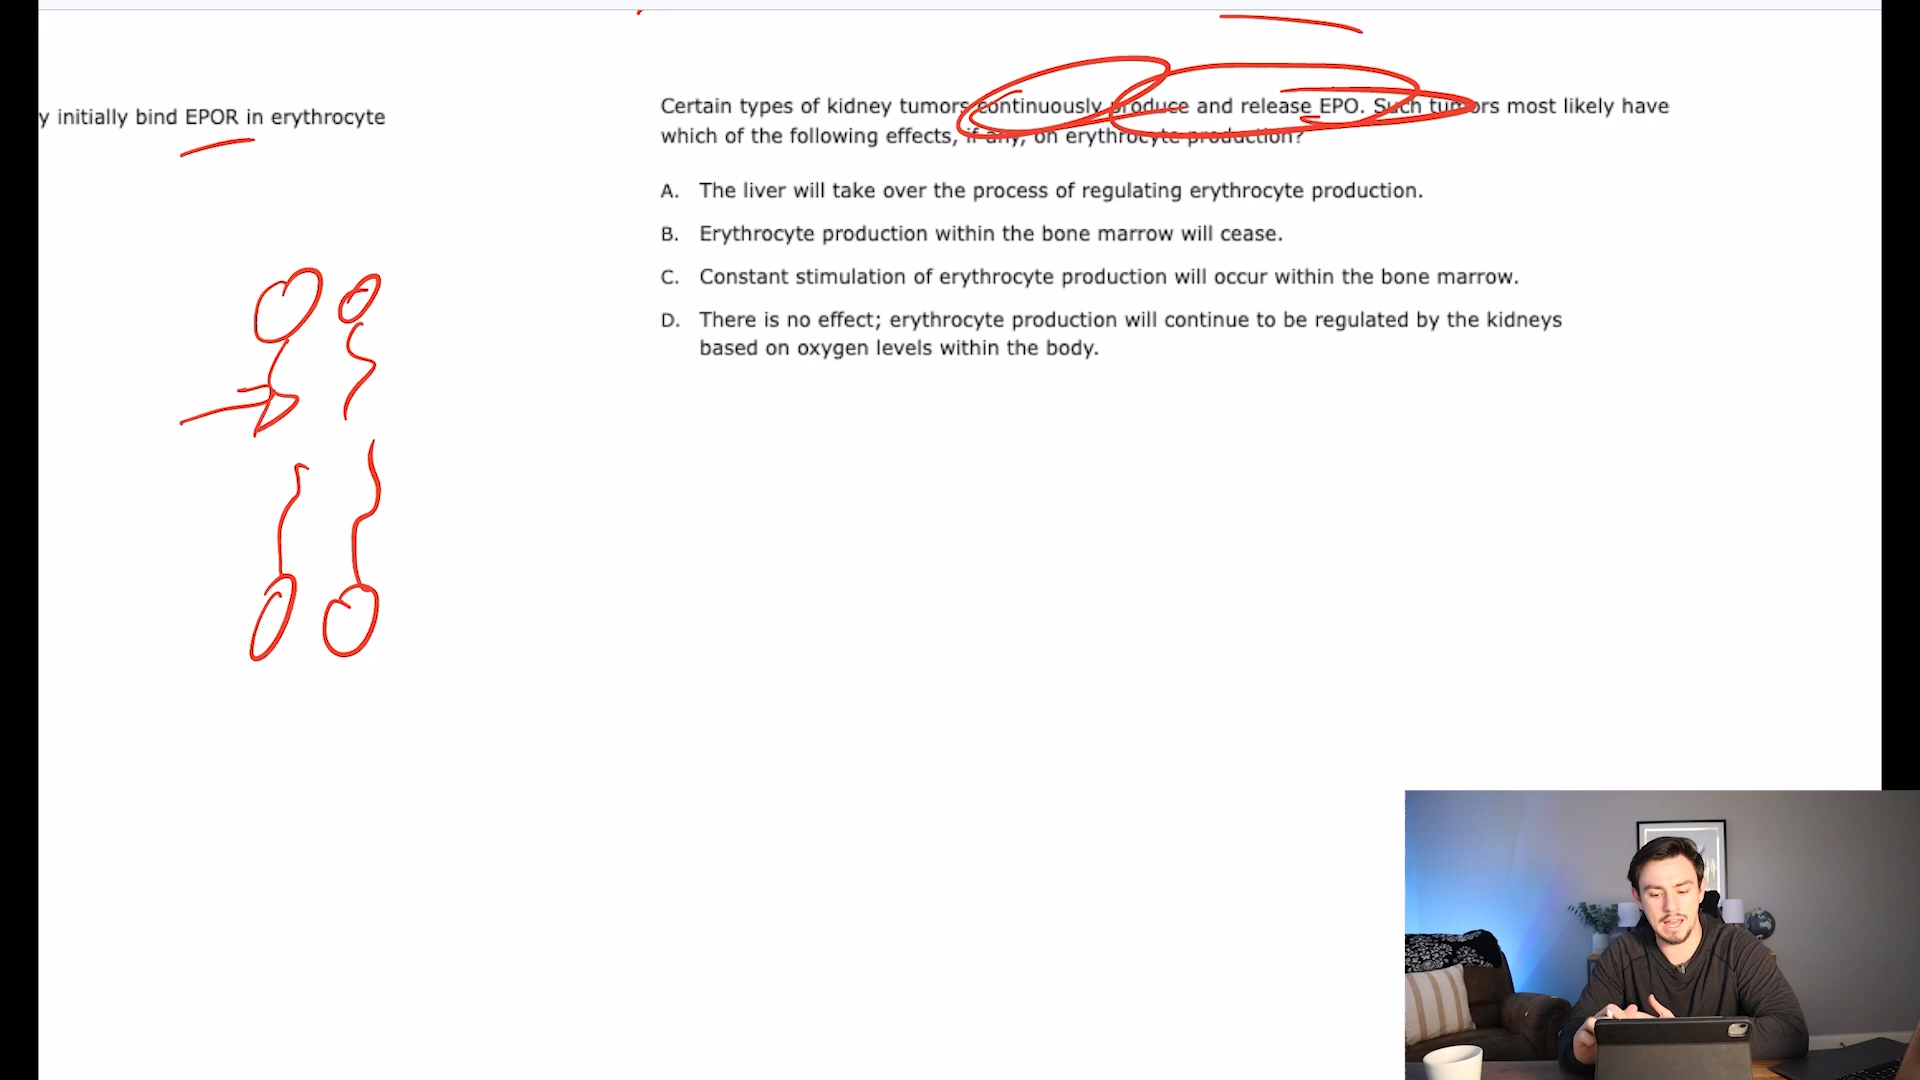 y initially bind EPOR in erythrocyte
Certain types of kidney tumors continuously produce and release EPO. Such tumors most likely have
which of the following effects, if any, on erythrocyte production?
A. The liver will take over the process of regulating erythrocyte production.
B. Erythrocyte production within the bone marrow will cease.
C. Constant stimulation of erythrocyte production will occur within the bone marrow.
D. There is no effect; erythrocyte production will continue to be regulated by the kidneys
based on oxygen levels within the body.